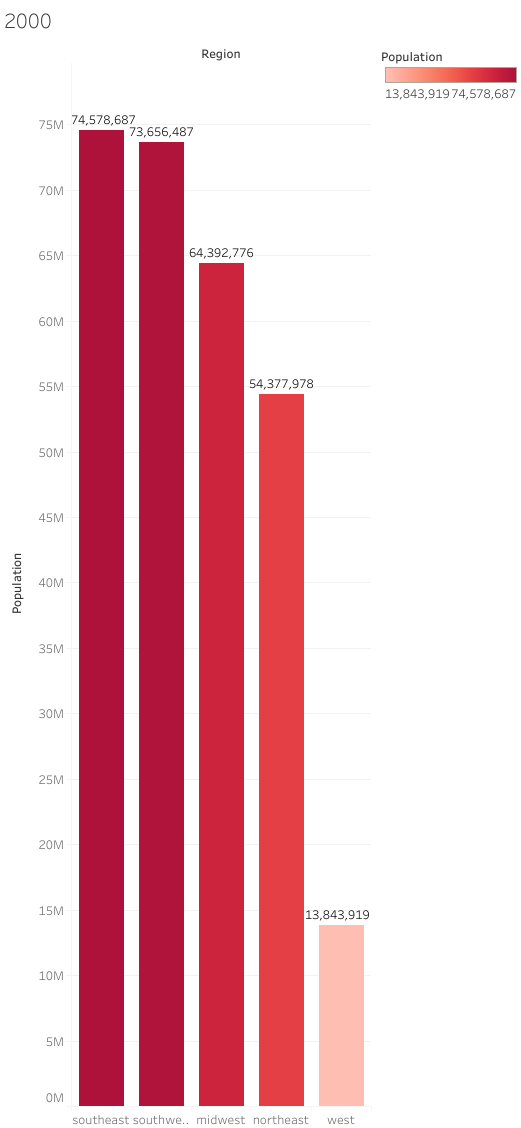 2000
Region
Population
13,843,919 74,578,687
74,578,687
73,656,487
64,392,776
54,377,978
13,843,919
75M
70M
65M
60M
55M
50M
45M
40M
35M
30M
25M
20M
15M
10M
5M
0M
Population
southeast southwe.. midwest northeast west